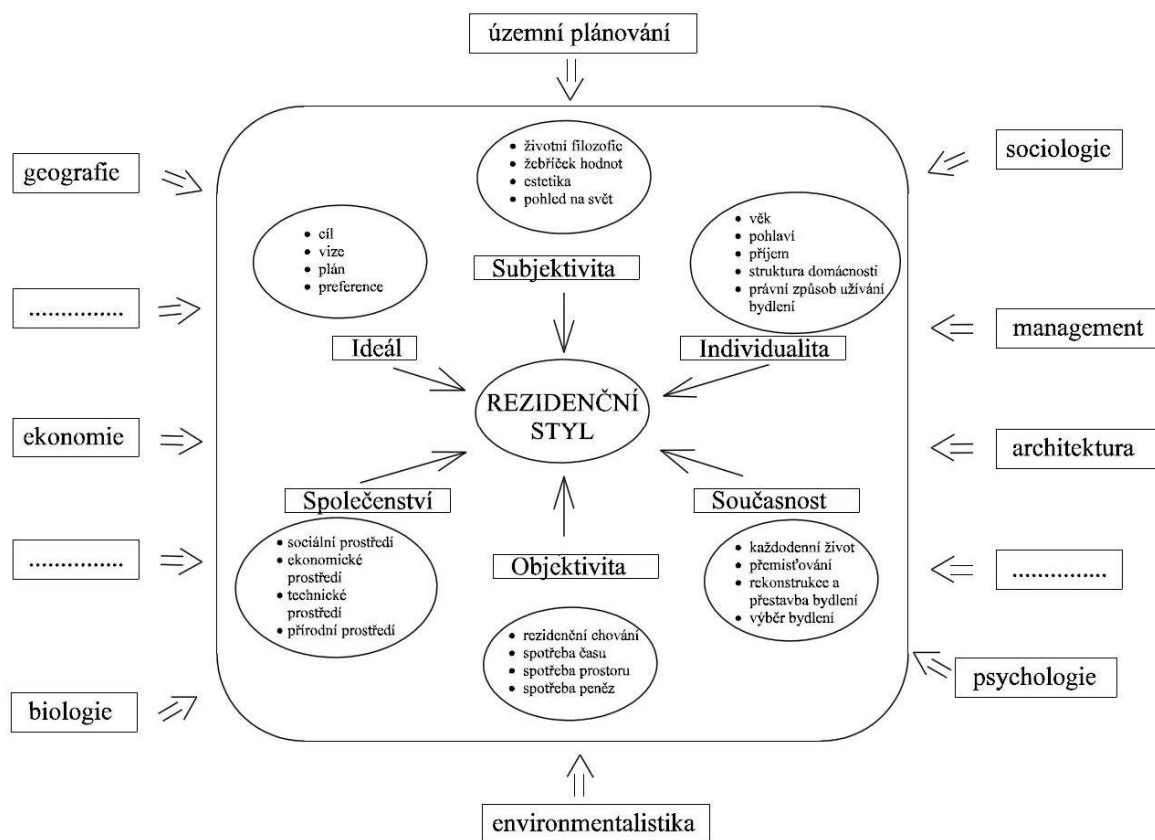 územní plánování
geografie
sociologie
• životní filozofie
• žebříček hodnot
• estetika
• pohled na svět
• cíl
• vize
• plán
• preference
• věk
• pohlaví
• příjem
• struktura domácnosti
• právní způsob užívání
bydlení
Subjektivita
...............
management
Ideál
Individualita
REZIDENČNÍ
STYL
ekonomie
architektura
Společenství
Současnost
• sociální prostředí
• ekonomické
prostředí
• technické
prostředí
• přírodní prostředí
Objektivita
• každodenní život
• přemisťování
• rekonstrukce a
přestavba bydlení
• výběr bydlení
...............
...............
• rezidenční chování
• spotřeba času
• spotřeba prostoru
• spotřeba peněz
psychologie
biologie
environmentalistika